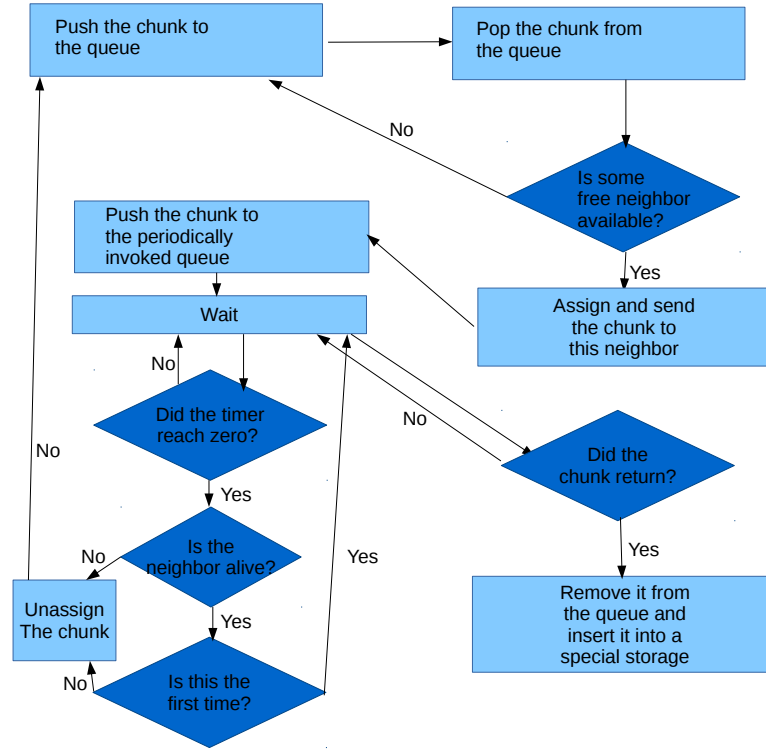 Push the chunk to
the queue
Pop the chunk from
the queue
No
Is some
free neighbor
available?
Push the chunk to
the periodically
invoked queue
Yes
Assign and send
the chunk to
this neighbor
Wait
No
Did the timer
reach zero?
No
Did the
chunk return?
No
Yes
Is the
neighbor alive?
No
Yes
Yes
Remove it from
the queue and
insert it into a
special storage
Unassign
The chunk
Yes
Is this the
first time?
No